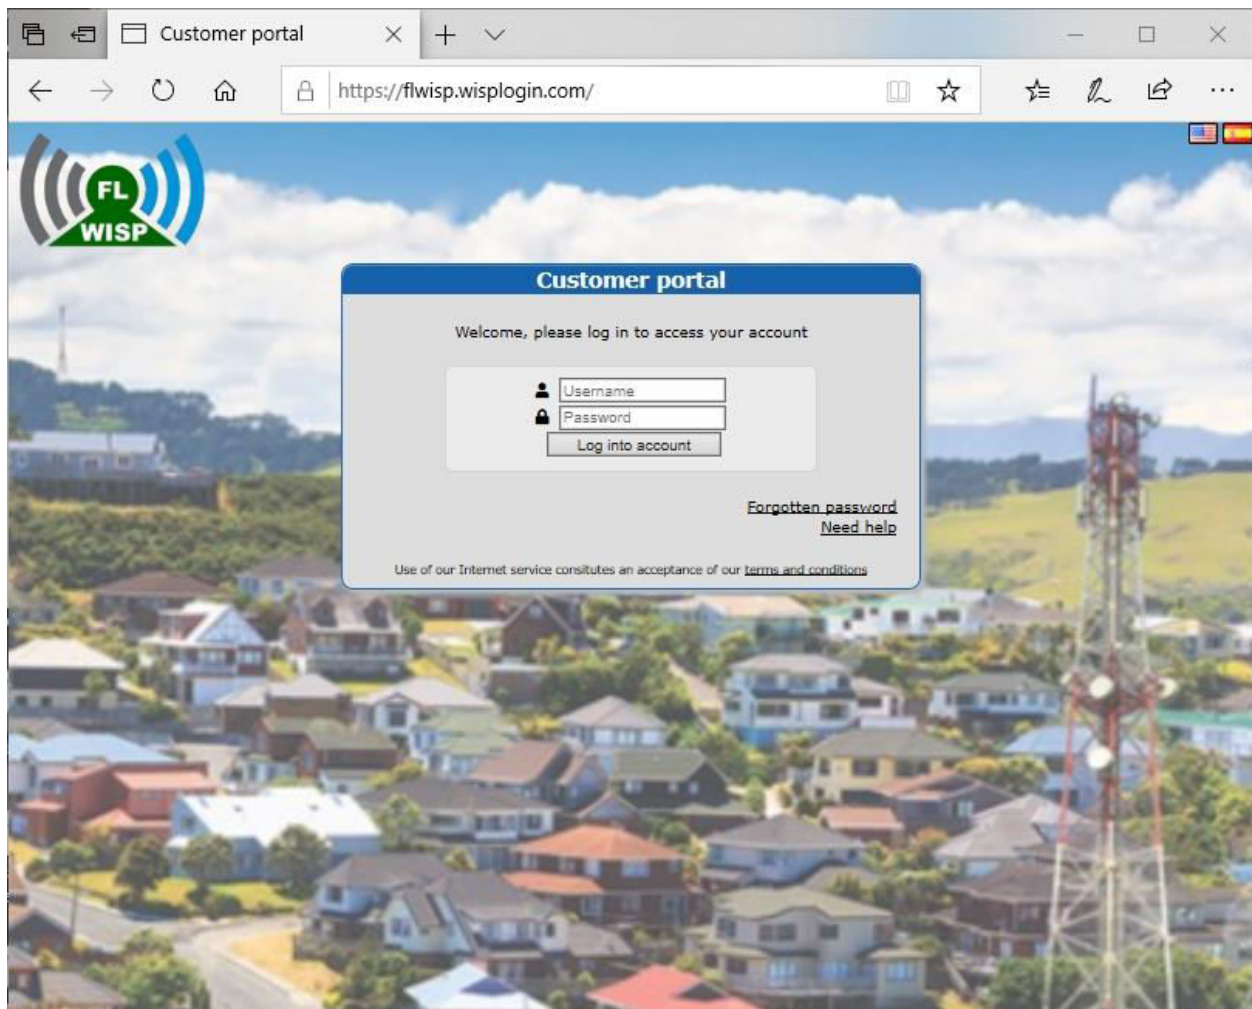 Customer portal
https://flwisp.wisplogin.com/
FL
WISP
Customer portal
Welcome, please log in to access your account
Username
Password
Log into account
Forgotten password
Need help
Use of our Internet service consitutes an acceptance of our terms and conditions